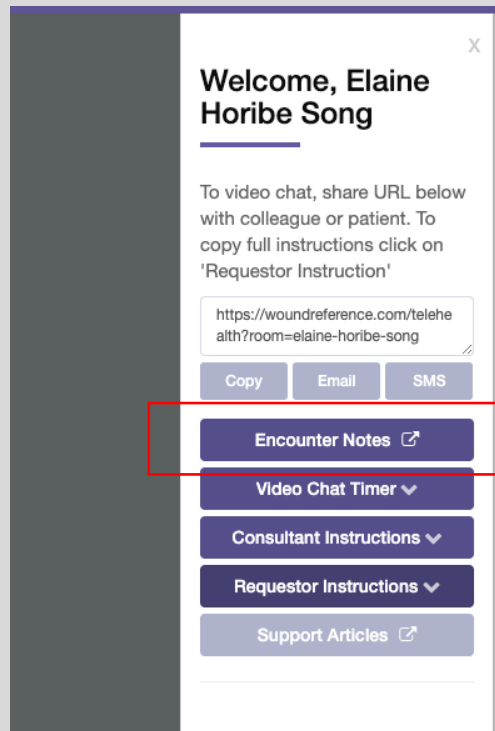 X
Welcome, Elaine
Horibe Song
To video chat, share URL below
with colleague or patient. To
copy full instructions click on
'Requestor Instruction'
https://woundreference.com/telehe
alth?room=elaine-horibe-song
Copy Email SMS
Encounter Notes
Video Chat Timer
Consultant Instructions
Requestor Instructions
Support Articles